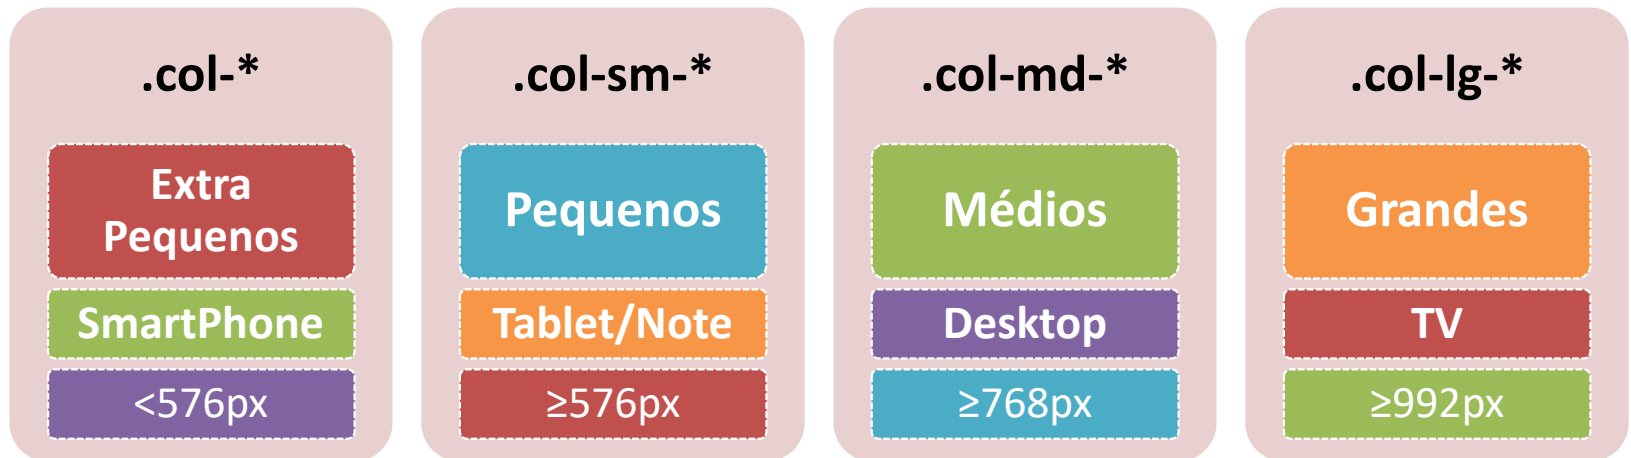 .col-*
Extra
Pequenos
SmartPhone
<576px
.col-sm-*
Pequenos
Tablet/Note
≥576px
.col-md-*
Médios
Desktop
≥768px
.col-lg-*
Grandes
TV
≥992px